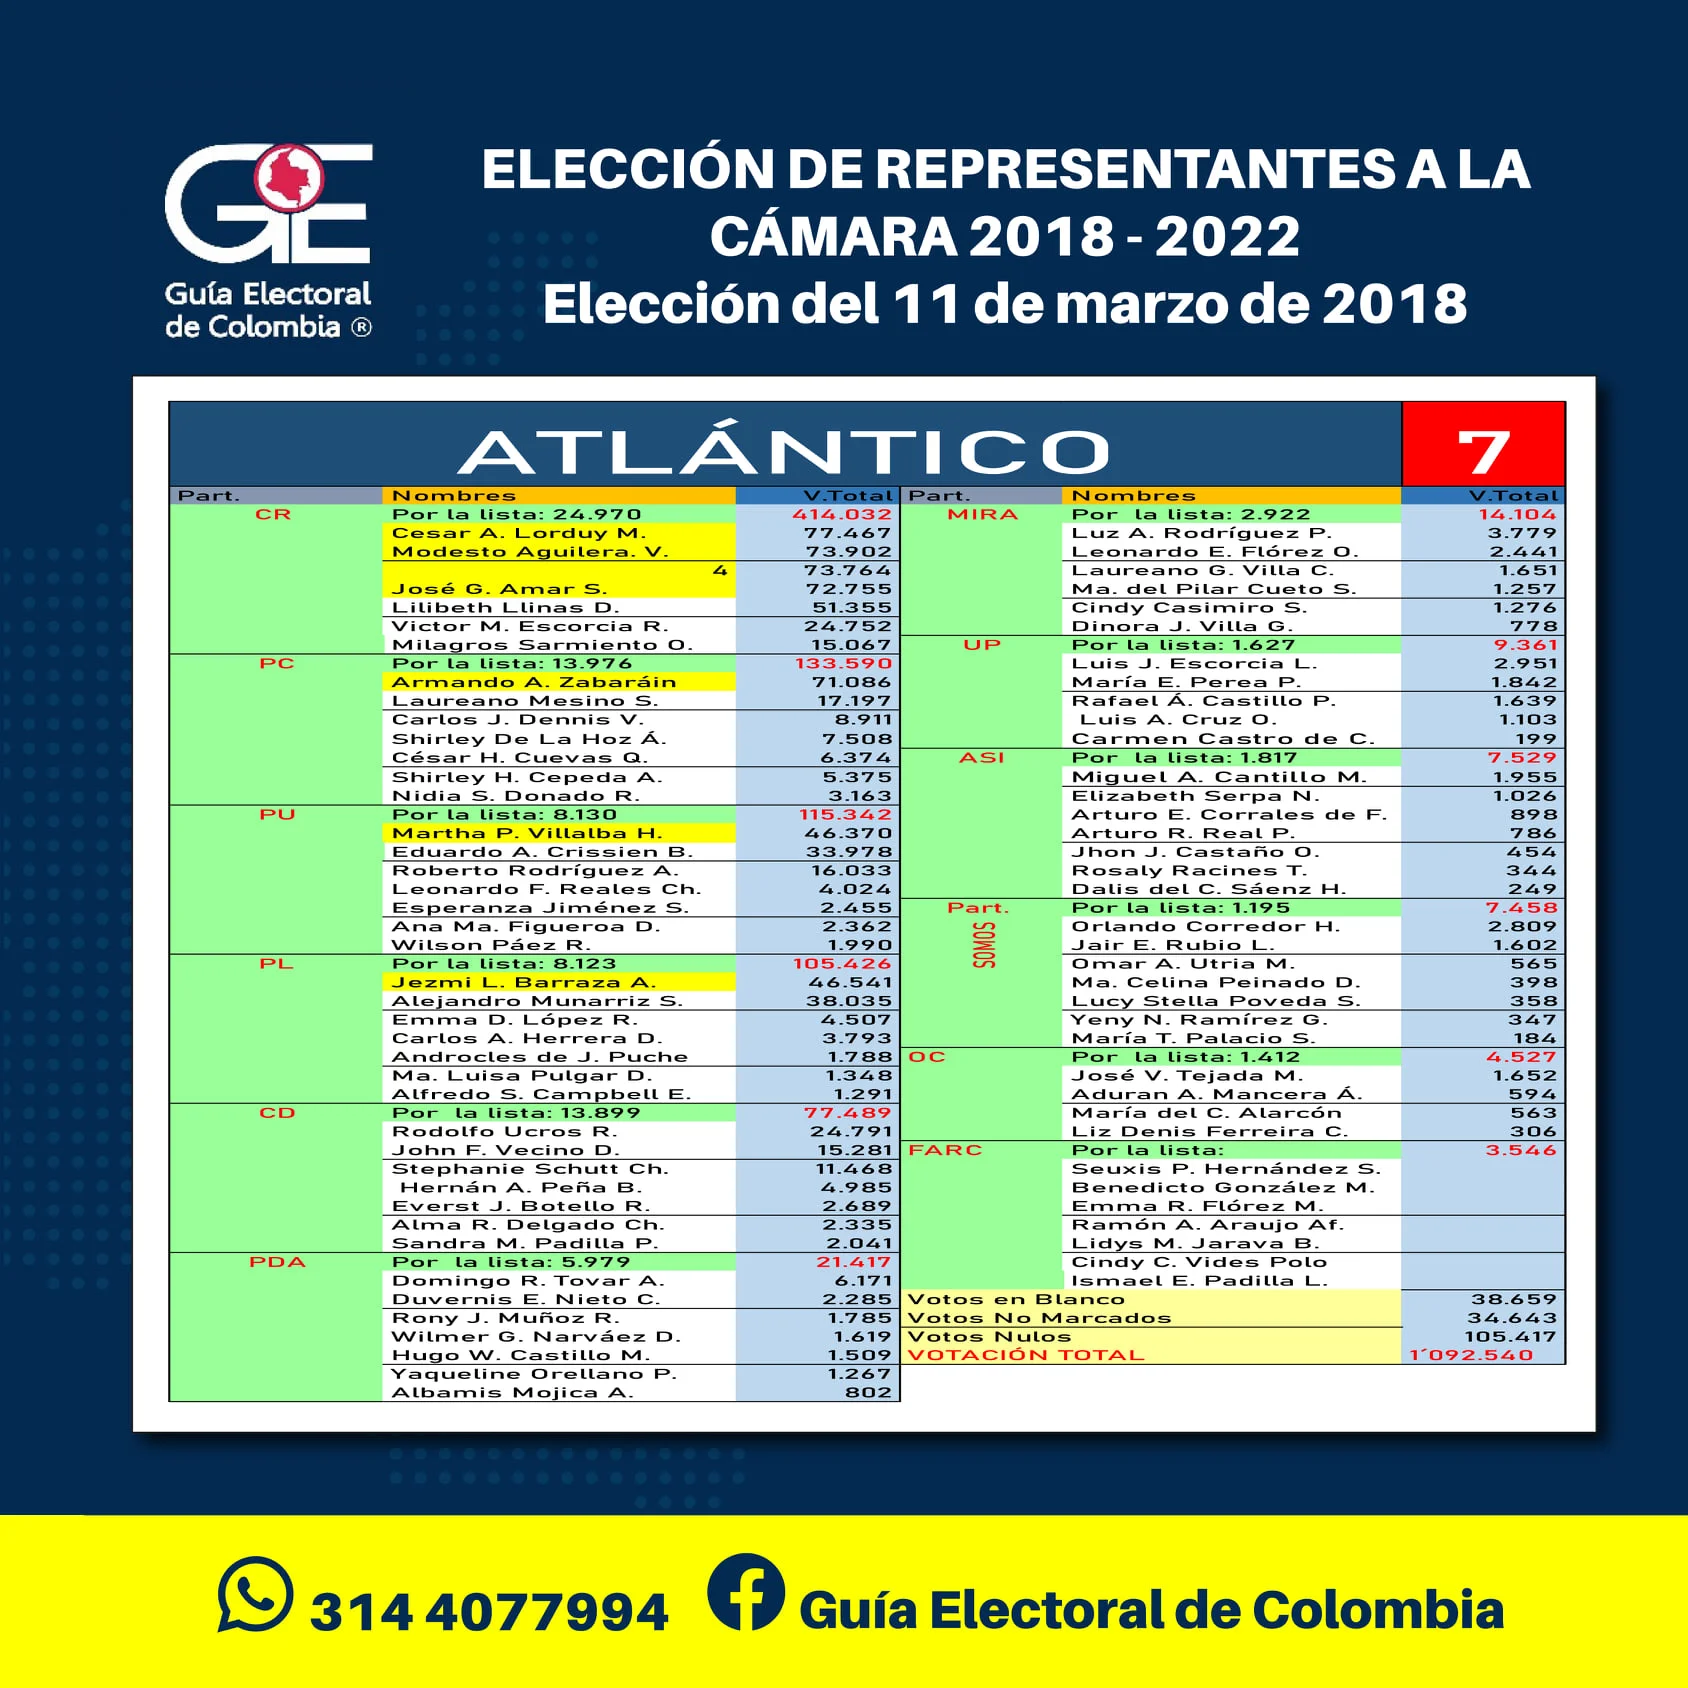 GE
Guía Electoral
de Colombia ®
ELECCIÓN DE REPRESENTANTES A LA
CÁMARA 2018 - 2022
Elección del 11 de marzo de 2018
ATLÁNTICO 7
Part. Nombres V.Total
CR Por la lista: 24.970 414.032
Cesar A. Lorduy M. 77.467
Modesto Aguilera. V. 73.902
4 73.764
José G. Amar S. 72.755
Lilibeth Llinas D. 51.355
Victor M. Escorcia R. 24.752
Milagros Sarmiento O. 15.067
PC Por la lista: 13.976 133.590
Armando A. Zabaráin 71.086
Laureano Mesino S. 17.197
Carlos J. Dennis V. 8.911
Shirley De La Hoz Á. 7.508
César H. Cuevas Q. 6.374
Shirley H. Cepeda A. 5.375
Nidia S. Donado R. 3.163
PU Por la lista: 8.130 115.342
Martha P. Villalba H. 46.370
Eduardo A. Crissien B. 33.978
Roberto Rodríguez A. 16.033
Leonardo F. Reales Ch. 4.024
Esperanza Jiménez S. 2.455
Ana Ma. Figueroa D. 2.362
Wilson Páez R. 1.990
PL Por la lista: 8.123 105.426
Jezmi L. Barraza A. 46.541
Alejandro Munarriz S. 38.035
Emma D. López R. 4.507
Carlos A. Herrera D. 3.793
Androcles de J. Puche 1.788
Ma. Luisa Pulgar D. 1.348
Alfredo S. Campbell E. 1.291
CD Por la lista: 13.899 77.489
Rodolfo Ucros R. 24.791
John F. Vecino D. 15.281
Stephanie Schutt Ch. 11.468
Hernán A. Peña B. 4.985
Everst J. Botello R. 2.689
Alma R. Delgado Ch. 2.335
Sandra M. Padilla P. 2.041
PDA Por la lista: 5.979 21.417
Domingo R. Tovar A. 6.171
Duvernis E. Nieto C. 2.285
Rony J. Muñoz R. 1.785
Wilmer G. Narváez D. 1.619
Hugo W. Castillo M. 1.509
Yaqueline Orellano P. 1.267
Albamis Mojica A. 802
Part. Nombres V.Total
MIRA Por la lista: 2.922 14.104
Luz A. Rodríguez P. 3.779
Leonardo E. Flórez O. 2.441
Laureano G. Villa C. 1.651
Ma. del Pilar Cueto S. 1.257
Cindy Casimiro S. 1.276
Dinora J. Villa G. 778
UP Por la lista: 1.627 9.361
Luis J. Escorcia L. 2.951
María E. Perea P. 1.842
Rafael Á. Castillo P. 1.639
Luis A. Cruz O. 1.103
Carmen Castro de C. 199
ASI Por la lista: 1.817 7.529
Miguel A. Cantillo M. 1.955
Elizabeth Serpa N. 1.026
Arturo E. Corrales de F. 898
Arturo R. Real P. 786
Jhon J. Castaño O. 454
Rosaly Racines T. 344
Dalis del C. Sáenz H. 249
Part. Por la lista: 1.195 7.458
SOMOS
Orlando Corredor H. 2.809
Jair E. Rubio L. 1.602
Omar A. Utria M. 565
Ma. Celina Peinado D. 398
Lucy Stella Poveda S. 358
Yeny N. Ramírez G. 347
María T. Palacio S. 184
OC Por la lista: 1.412 4.527
José V. Tejada M. 1.652
Aduran A. Mancera Á. 594
María del C. Alarcón 563
Liz Denis Ferreira C. 306
FARC Por la lista: 3.546
Seuxis P. Hernández S.
Benedicto González M.
Emma R. Flórez M.
Ramón A. Araujo Af.
Lidys M. Jarava B.
Cindy C. Vides Polo
Ismael E. Padilla L.
Votos en Blanco 38.659
Votos No Marcados 34.643
Votos Nulos 105.417
VOTACIÓN TOTAL 1´092.540
314 4077994 Guía Electoral de Colombia